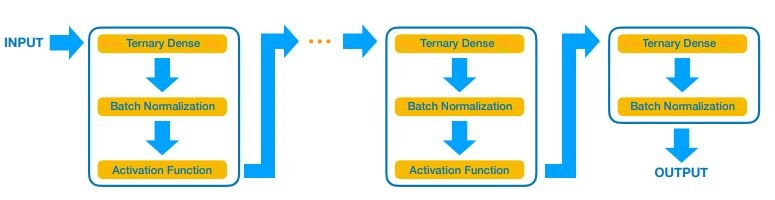 INPUT
Ternary Dense
Batch Normalization
Activation Function
...
Ternary Dense
Batch Normalization
Activation Function
Ternary Dense
Batch Normalization
OUTPUT